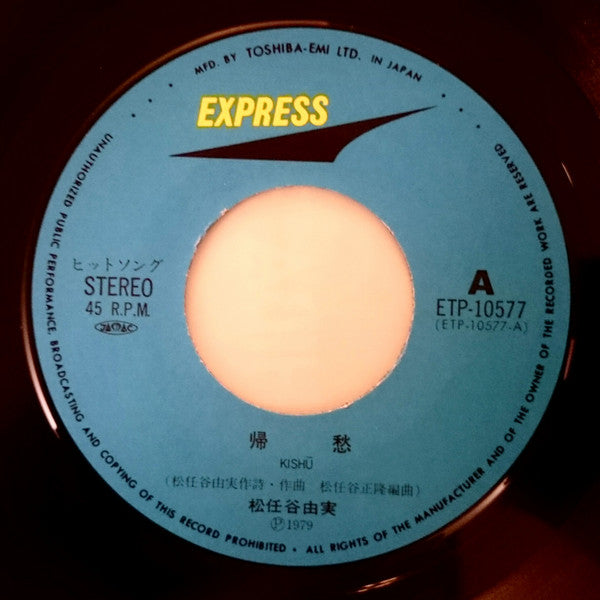 MFD. BY TOSHIBA-EMI LTD. IN JAPAN
EXPRESS
ヒットソング
STEREO
45 R.P.M.
JASRAC
A
ETP-10577
(ETP-10577-A)
帰 愁
KISHŪ
(松任谷由実作詩・作曲 松任谷正隆編曲)
松任谷由実
Ⓟ1979
UNAUTHORIZED PUBLIC PERFORMANCE, BROADCASTING AND COPYING OF THIS RECORD PROHIBITED • ALL RIGHTS OF THE MANUFACTURER AND OF THE OWNER OF THE RECORDED WORK ARE RESERVED